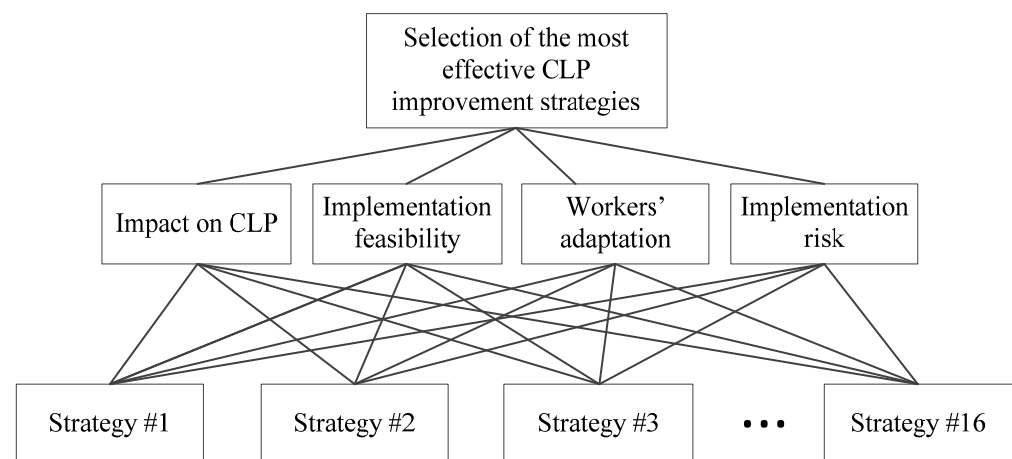 Selection of the most
effective CLP
improvement strategies
Impact on CLP
Implementation
feasibility
Workers’
adaptation
Implementation
risk
Strategy #1
Strategy #2
Strategy #3
•••
Strategy #16